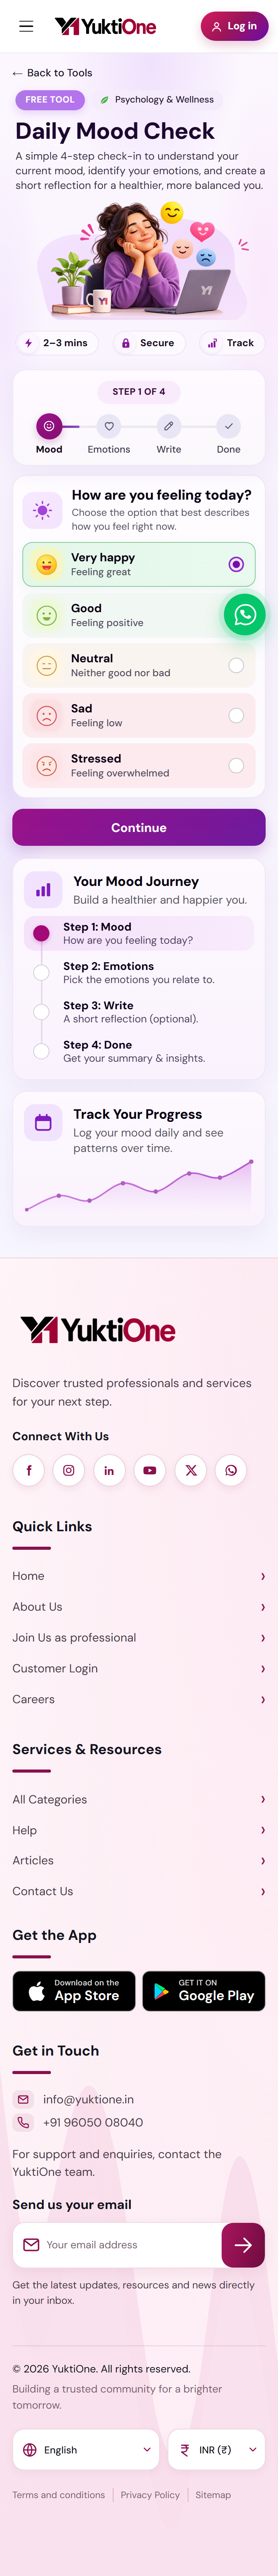 YuktiOne
Log in
← Back to Tools
FREE TOOL
Psychology & Wellness
Daily Mood Check
A simple 4-step check-in to understand your
current mood, identify your emotions, and create a
short reflection for a healthier, more balanced you.
2–3 mins
Secure
Track
STEP 1 OF 4
Mood
Emotions
Write
Done
How are you feeling today?
Choose the option that best describes
how you feel right now.
Very happy
Feeling great
Good
Feeling positive
Neutral
Neither good nor bad
Sad
Feeling low
Stressed
Feeling overwhelmed
Continue
Your Mood Journey
Build a healthier and happier you.
Step 1: Mood
How are you feeling today?
Step 2: Emotions
Pick the emotions you relate to.
Step 3: Write
A short reflection (optional).
Step 4: Done
Get your summary & insights.
Track Your Progress
Log your mood daily and see
patterns over time.
YuktiOne
Discover trusted professionals and services
for your next step.
Connect With Us
Quick Links
Home
About Us
Join Us as professional
Customer Login
Careers
Services & Resources
All Categories
Help
Articles
Contact Us
Get the App
Download on the
App Store
GET IT ON
Google Play
Get in Touch
info@yuktione.in
+91 96050 08040
For support and enquiries, contact the
YuktiOne team.
Send us your email
Your email address
Get the latest updates, resources and news directly
in your inbox.
© 2026 YuktiOne. All rights reserved.
Building a trusted community for a brighter
tomorrow.
English
₹ INR (₹)
Terms and conditions
Privacy Policy
Sitemap